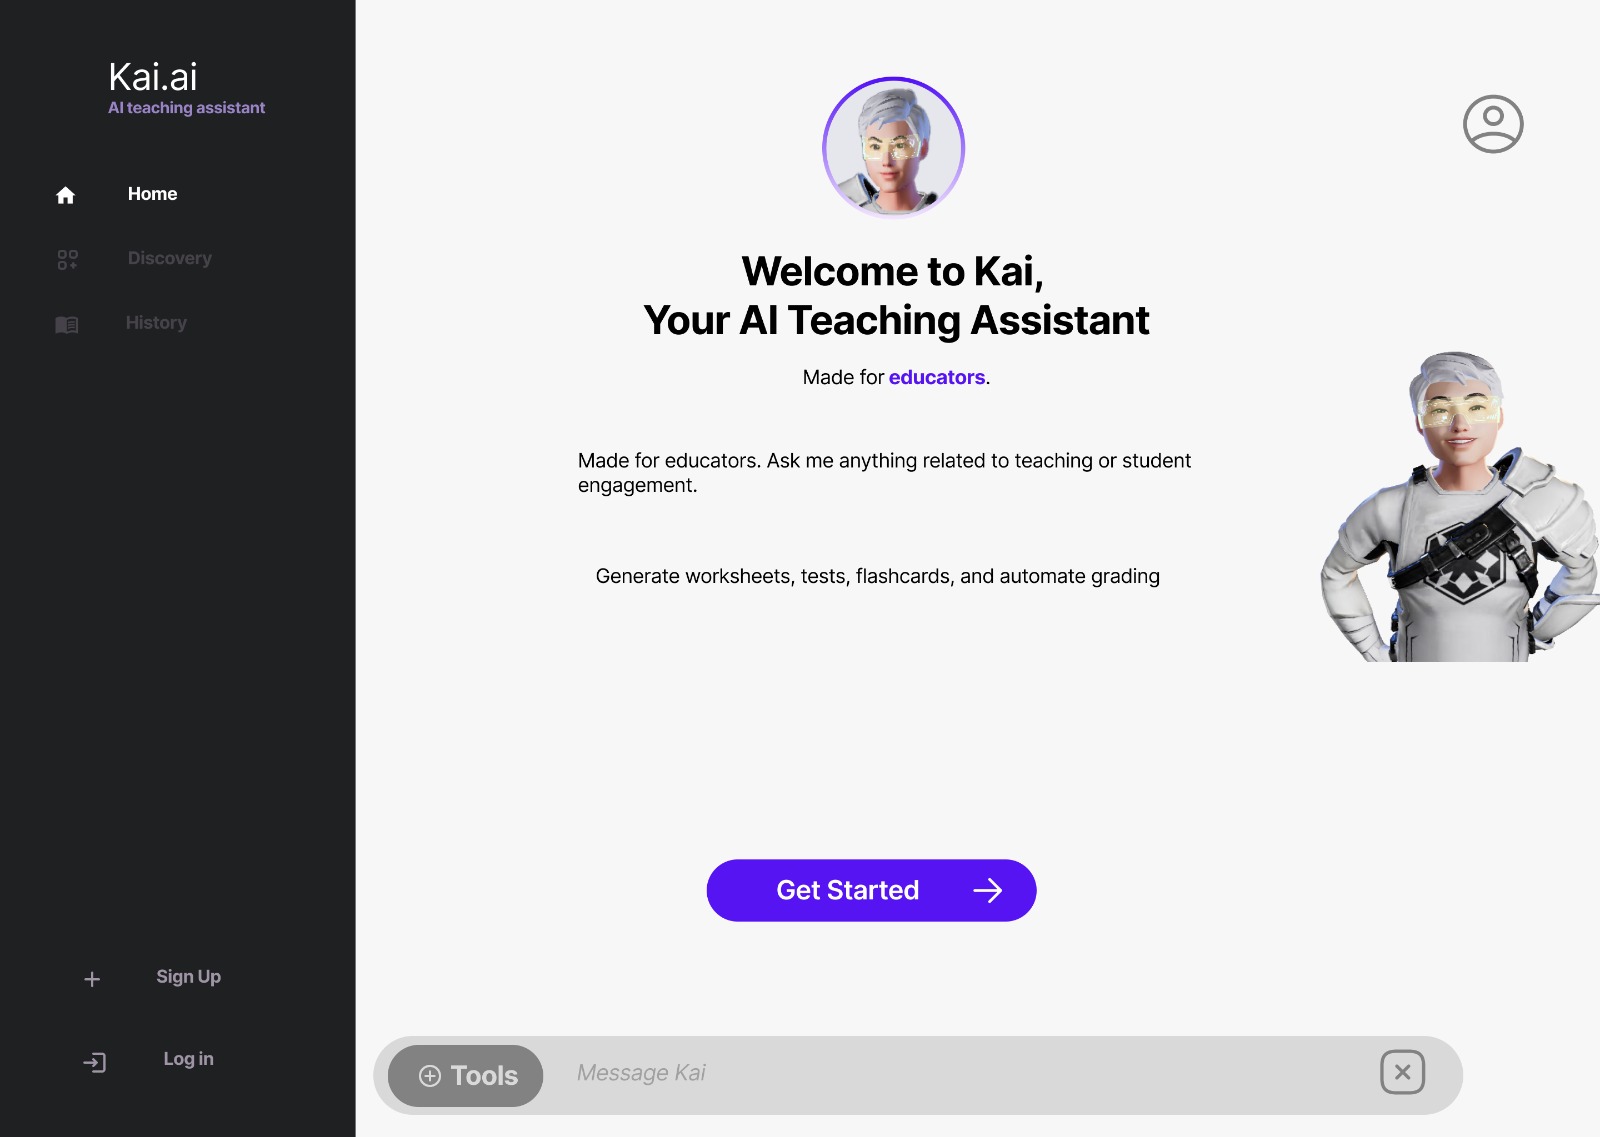 Kai.ai
AI teaching assistant
Home
Discovery
History
Sign Up
Log in
Welcome to Kai,
Your AI Teaching Assistant
Made for educators.
Made for educators. Ask me anything related to teaching or student
engagement.
Generate worksheets, tests, flashcards, and automate grading
Get Started
Tools
Message Kai